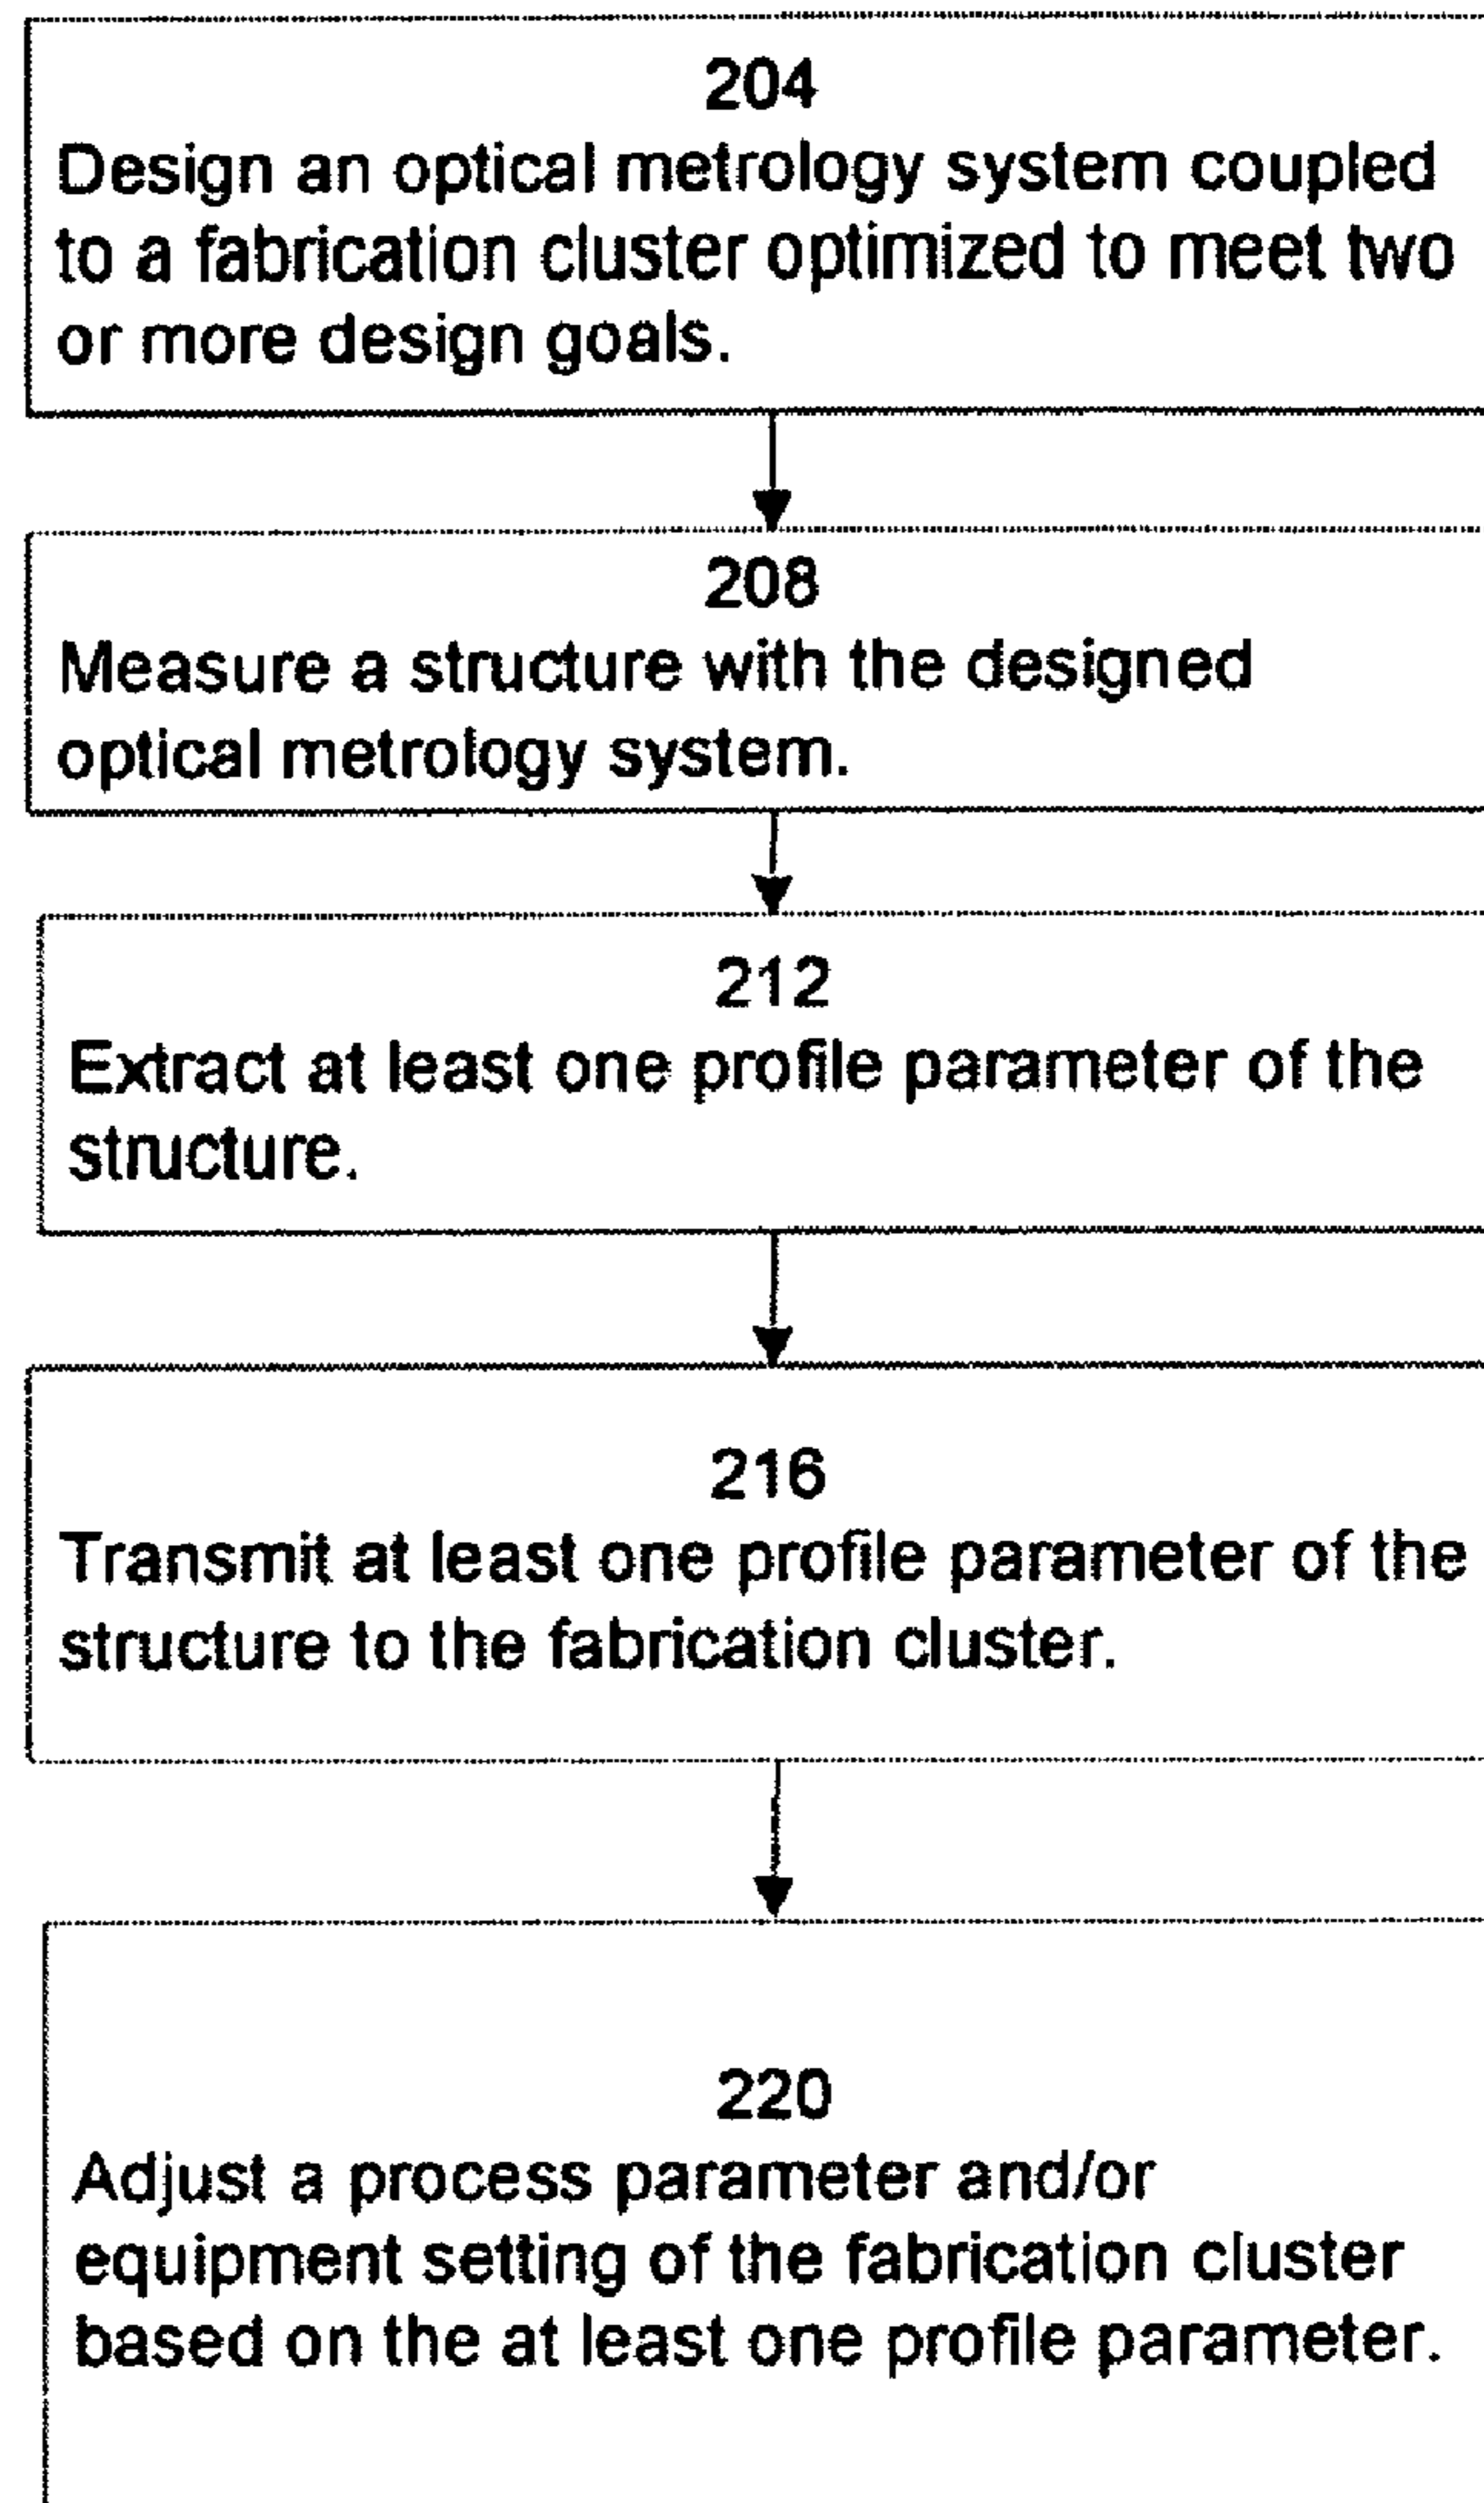 204
Design an optical metrology system coupled
to a fabrication cluster optimized to meet two
or more design goals.
208
Measure a structure with the designed
optical metrology system.
212
Extract at least one profile parameter of the
structure.
216
Transmit at least one profile parameter of the
structure to the fabrication cluster.
220
Adjust a process parameter and/or
equipment setting of the fabrication cluster
based on the at least one profile parameter.